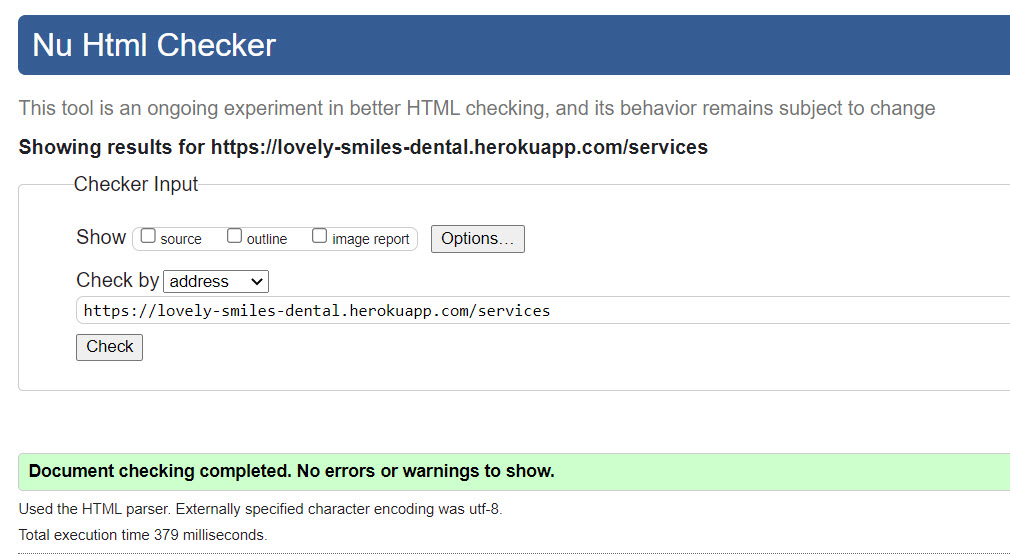 Nu Html Checker
This tool is an ongoing experiment in better HTML checking, and its behavior remains subject to change
Showing results for https://lovely-smiles-dental.herokuapp.com/services
Checker Input
Show source outline image report Options...
Check by address
https://lovely-smiles-dental.herokuapp.com/services
Check
Document checking completed. No errors or warnings to show.
Used the HTML parser. Externally specified character encoding was utf-8.
Total execution time 379 milliseconds.